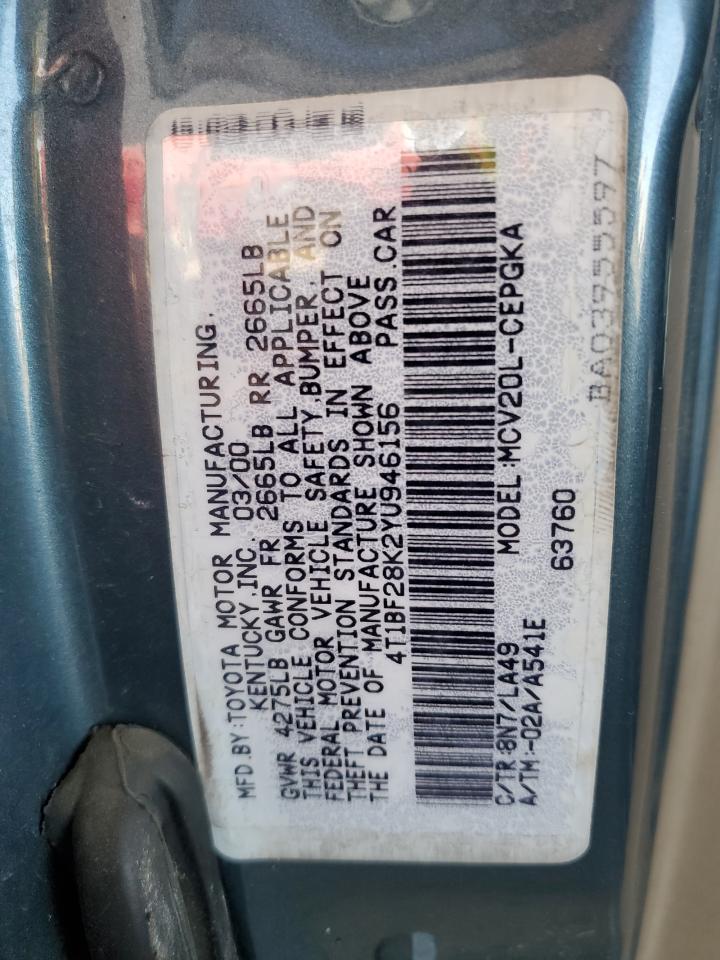 MFD.BY:TOYOTA MOTOR MANUFACTURING,
KENTUCKY,INC. 03/00
GVWR 4275LB GAWR FR 2665LB RR 2665LB
THIS VEHICLE CONFORMS TO ALL APPLICABLE
FEDERAL MOTOR VEHICLE SAFETY,BUMPER, AND
THEFT PREVENTION STANDARDS IN EFFECT ON
THE DATE OF MANUFACTURE SHOWN ABOVE
4T1BF28K2YU946156 PASS.CAR
C/TR:8N7/LA49 MODEL:MCV20L-CEPGKA
A/TM:-02A/A541E
63760
BA03955597